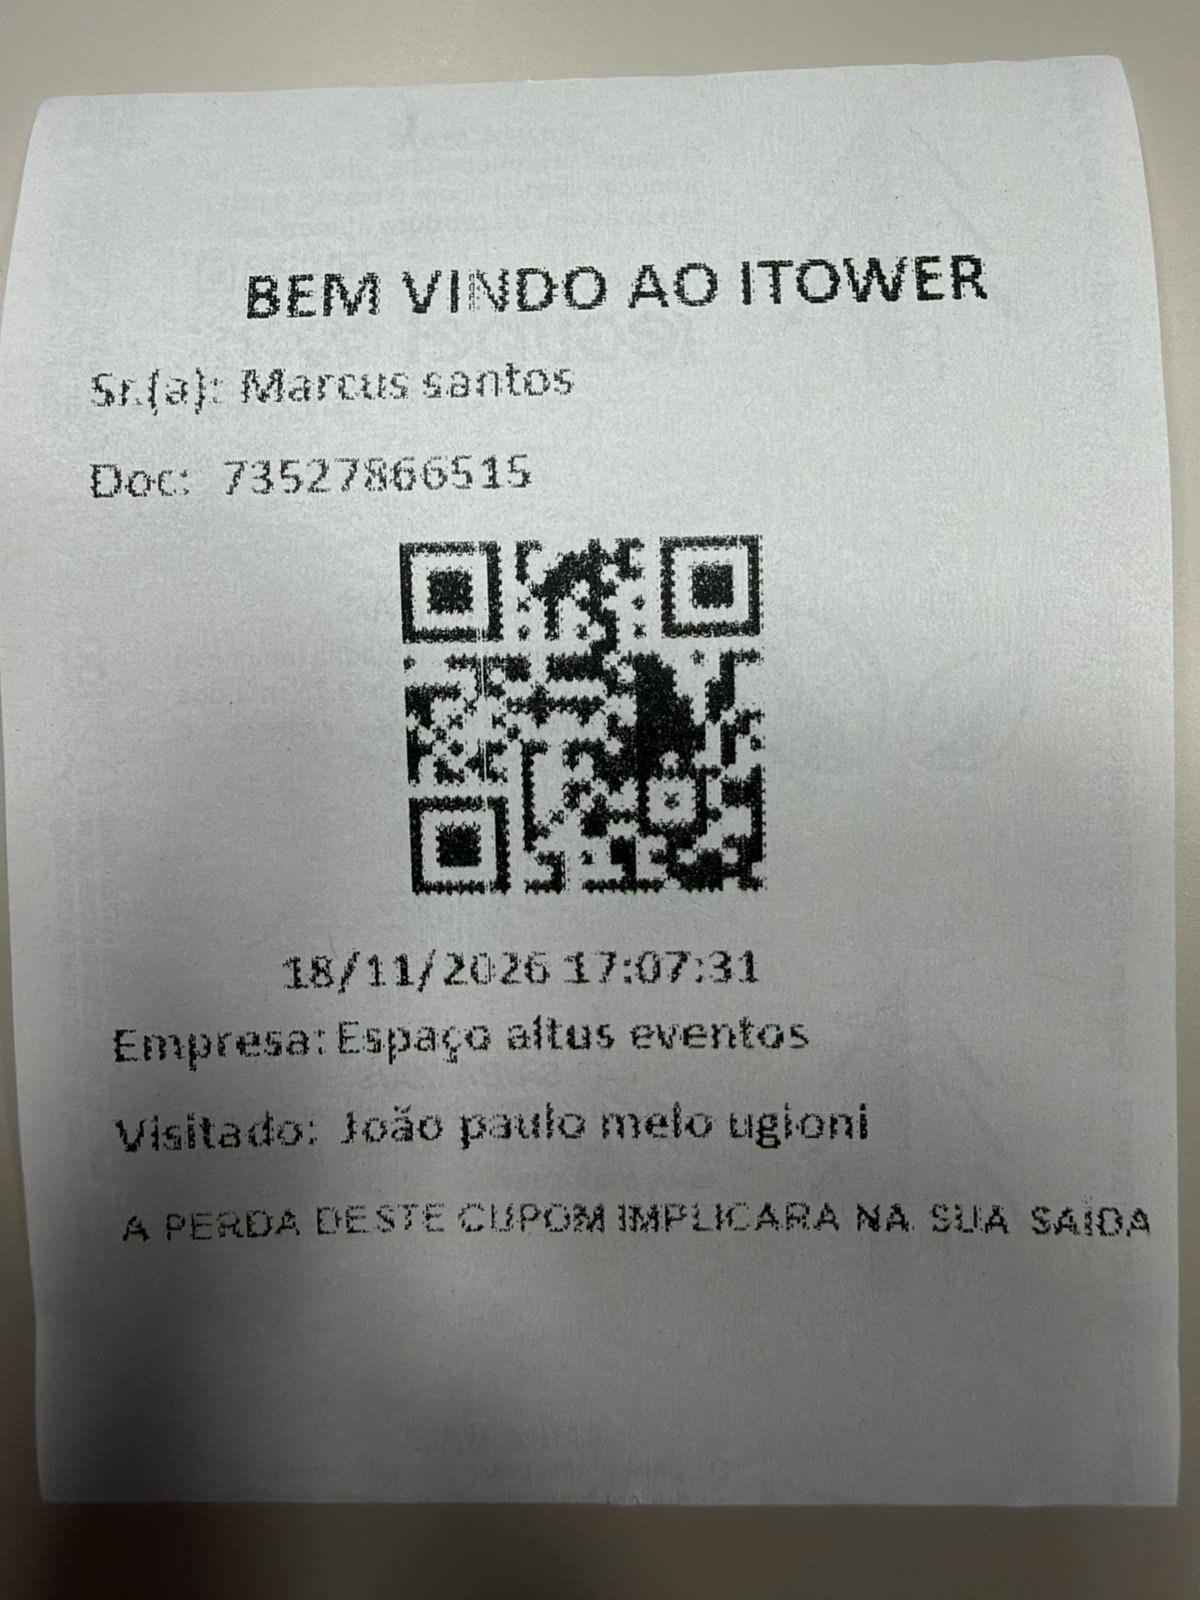 BEM VINDO AO ITOWER
Sr.(a): Marcus santos
Doc: 73527866515
18/11/2026 17:07:31
Empresa: Espaço altus eventos
Visitado: João paulo melo ugioni
A PERDA DESTE CUPOM IMPLICARA NA SUA SAÍDA